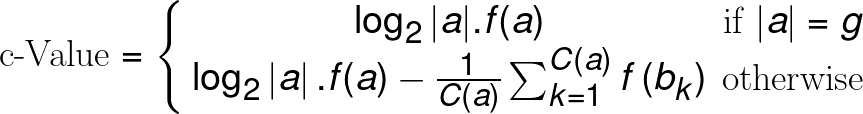 c-Value = { log₂ |a|.f(a) if |a| = g
log₂ |a| .f(a) − 1/C(a) ∑_{k=1}^{C(a)} f (b_k) otherwise